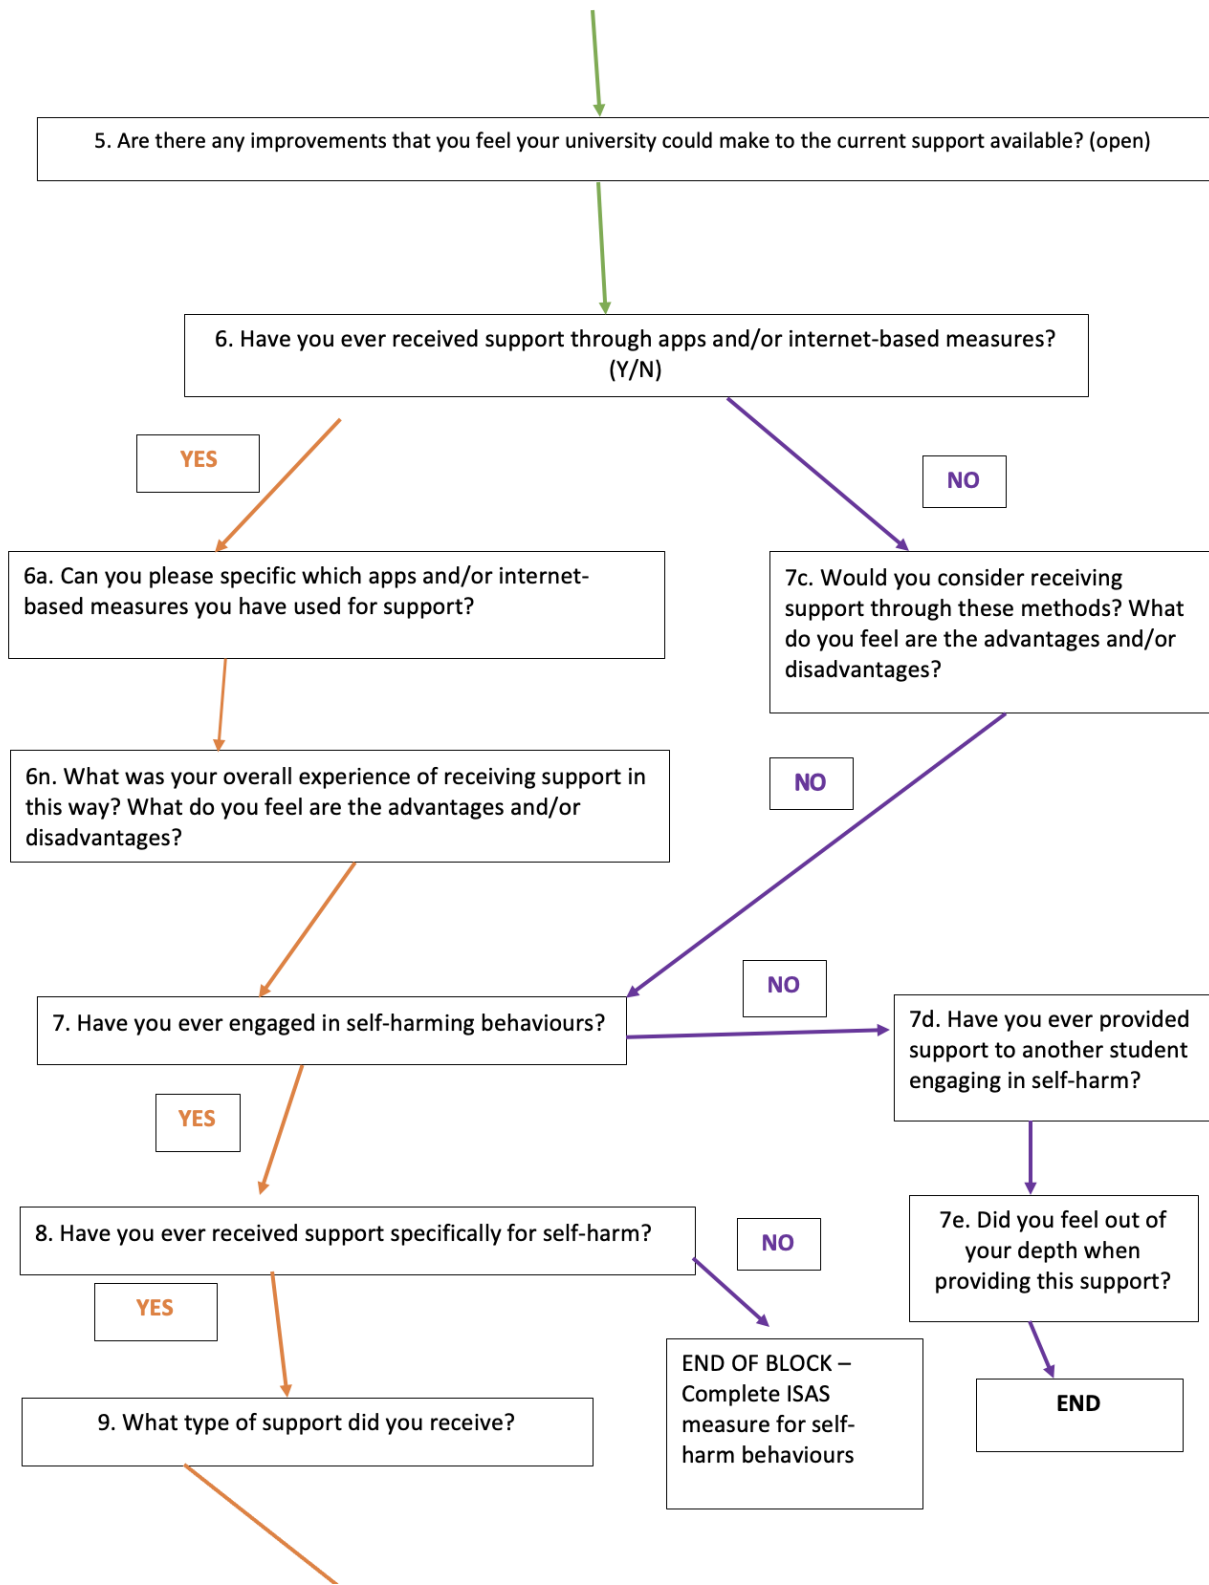 5. Are there any improvements that you feel your university could make to the current support available? (open)
6. Have you ever received support through apps and/or internet-based measures?
(Y/N)
YES
NO
6a. Can you please specific which apps and/or internet-
based measures you have used for support?
7c. Would you consider receiving
support through these methods? What
do you feel are the advantages and/or
disadvantages?
6n. What was your overall experience of receiving support in
this way? What do you feel are the advantages and/or
disadvantages?
NO
7. Have you ever engaged in self-harming behaviours?
NO
7d. Have you ever provided
support to another student
engaging in self-harm?
YES
8. Have you ever received support specifically for self-harm?
NO
7e. Did you feel out of
your depth when
providing this support?
YES
END OF BLOCK –
Complete ISAS
measure for self-
harm behaviours
END
9. What type of support did you receive?